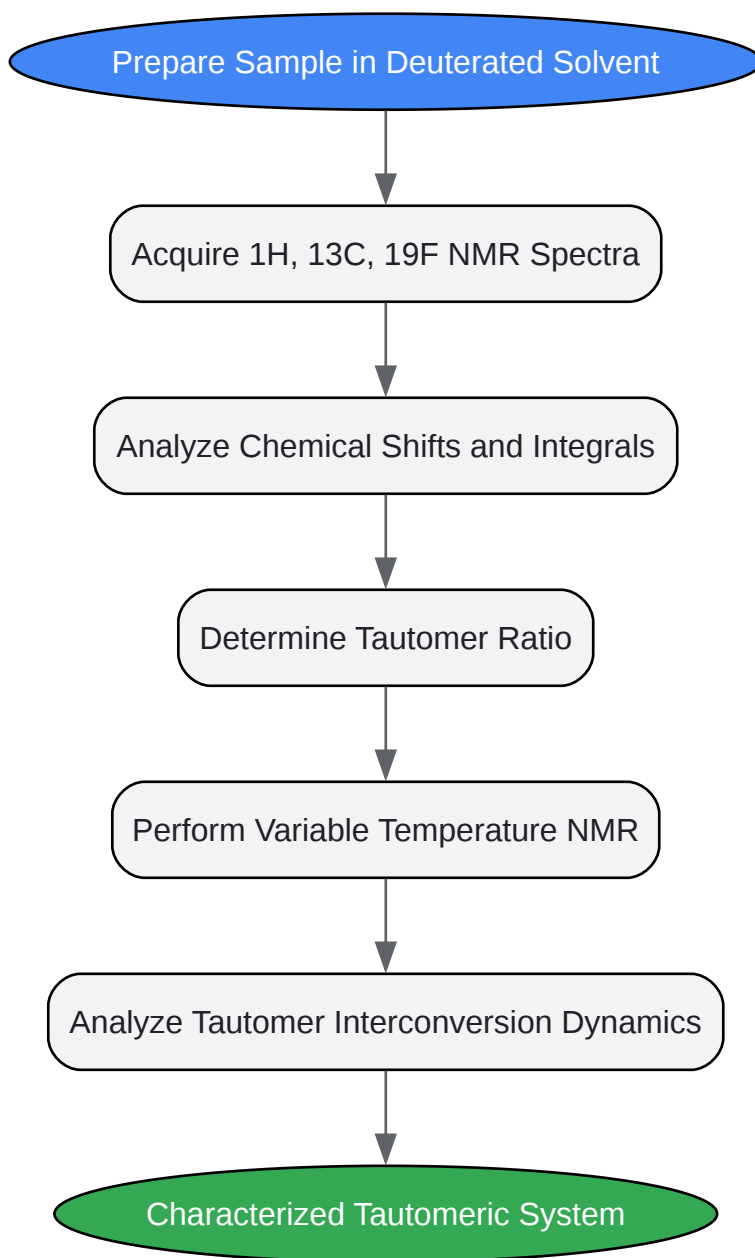 Prepare Sample in Deuterated Solvent
Acquire 1H, 13C, 19F NMR Spectra
Analyze Chemical Shifts and Integrals
Determine Tautomer Ratio
Perform Variable Temperature NMR
Analyze Tautomer Interconversion Dynamics
Characterized Tautomeric System